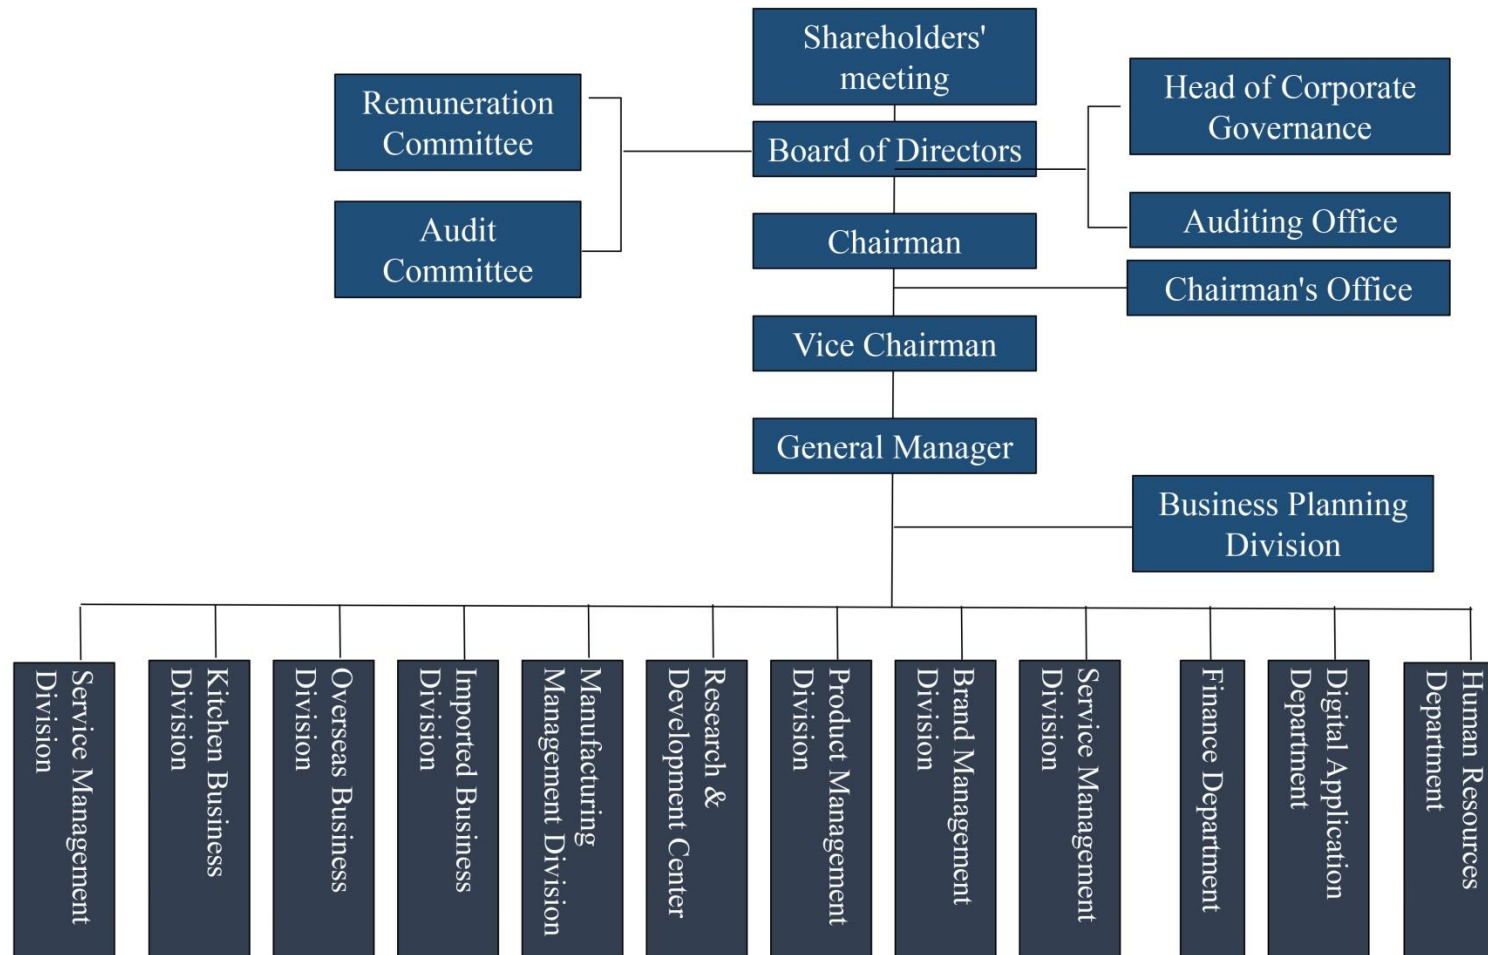 Shareholders'
meeting
Remuneration
Committee
Head of Corporate
Governance
Board of Directors
Audit
Committee
Auditing Office
Chairman
Chairman's Office
Vice Chairman
General Manager
Business Planning
Division
Service Management
Division
Kitchen Business
Division
Overseas Business
Division
Imported Business
Division
Manufacturing
Management Division
Research &
Development Center
Product Management
Division
Brand Management
Division
Service Management
Division
Finance Department
Digital Application
Department
Human Resources
Department